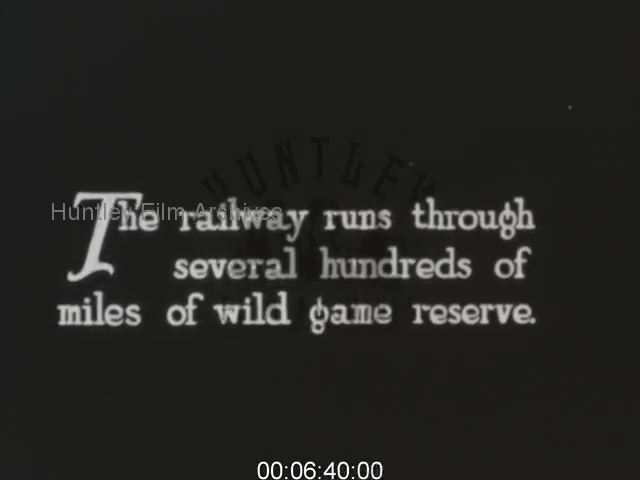 HUNTLEY
Huntley Film Archives
The railway runs through
several hundreds of
miles of wild game reserve.
00:06:40:00